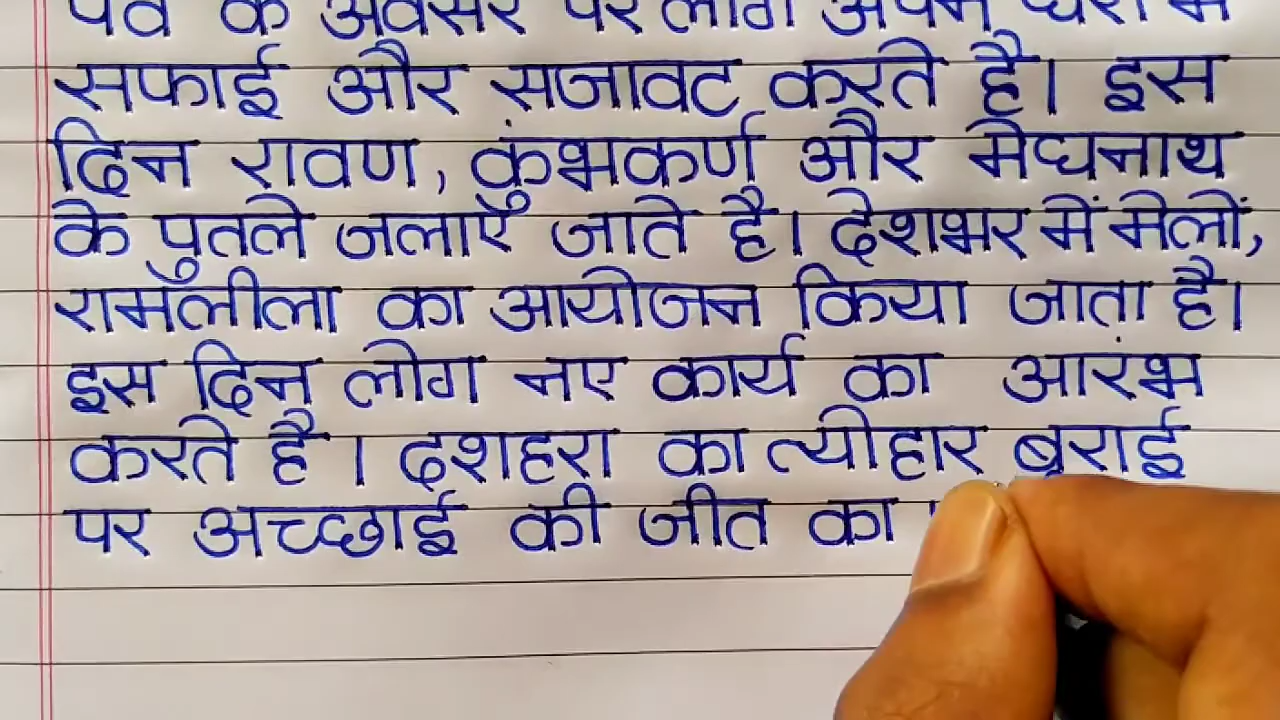 पर्व के अवसर पर लोग अपने घरों में
सफाई और सजावट करते है। इस
दिन रावण, कुंभकर्ण और मेघनाथ
के पुतले जलाएँ जाते है। देशभर में मेलों,
रामलीला का आयोजन किया जाता है।
इस दिन लोग नए कार्य का आरंभ
करते है । दशहरा का त्योहार बुराई
पर अच्छाई की जीत का